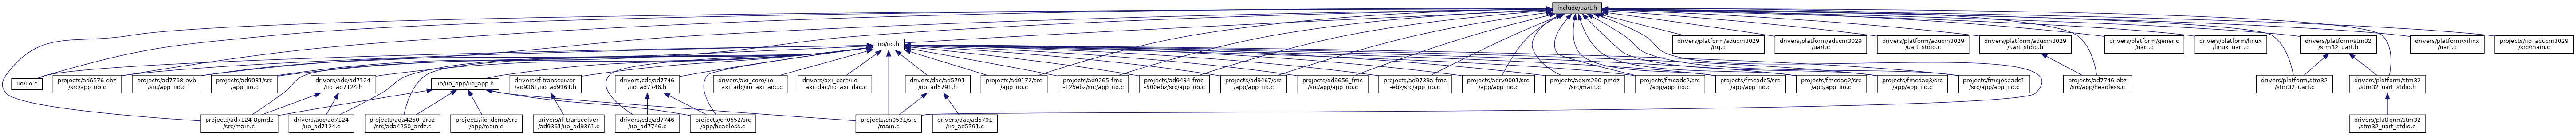 include/uart.h
iio/iio.h
drivers/platform/aducm3029
/irq.c
drivers/platform/aducm3029
/uart.c
drivers/platform/aducm3029
/uart_stdio.c
drivers/platform/aducm3029
/uart_stdio.h
drivers/platform/generic
/uart.c
drivers/platform/linux
/linux_uart.c
drivers/platform/stm32
/stm32_uart.h
drivers/platform/xilinx
/uart.c
projects/iio_aducm3029
/src/main.c
iio/iio.c
projects/ad6676-ebz
/src/app_iio.c
projects/ad7768-evb
/src/app_iio.c
projects/ad9081/src
/app_iio.c
drivers/adc/ad7124
/iio_ad7124.h
iio/iio_app/iio_app.h
drivers/rf-transceiver
/ad9361/iio_ad9361.h
drivers/cdc/ad7746
/iio_ad7746.h
drivers/axi_core/iio
_axi_adc/iio_axi_adc.c
drivers/axi_core/iio
_axi_dac/iio_axi_dac.c
drivers/dac/ad5791
/iio_ad5791.h
projects/ad9172/src
/app_iio.c
projects/ad9265-fmc
-125ebz/src/app_iio.c
projects/ad9434-fmc
-500ebz/src/app_iio.c
projects/ad9467/src
/app/app_iio.c
projects/ad9656_fmc
/src/app/app_iio.c
projects/ad9739a-fmc
-ebz/src/app_iio.c
projects/adrv9001/src
/app/app_iio.c
projects/adxrs290-pmdz
/src/main.c
projects/fmcadc2/src
/app/app_iio.c
projects/fmcadc5/src
/app/app_iio.c
projects/fmcdaq2/src
/app/app_iio.c
projects/fmcdaq3/src
/app/app_iio.c
projects/fmcjesdadc1
/src/app/app_iio.c
projects/ad7746-ebz
/src/app/headless.c
drivers/platform/stm32
/stm32_uart.c
drivers/platform/stm32
/stm32_uart_stdio.h
projects/ad7124-8pmdz
/src/main.c
drivers/adc/ad7124
/iio_ad7124.c
projects/ada4250_ardz
/src/ada4250_ardz.c
projects/iio_demo/src
/app/main.c
drivers/rf-transceiver
/ad9361/iio_ad9361.c
drivers/cdc/ad7746
/iio_ad7746.c
projects/cn0552/src
/app/headless.c
projects/cn0531/src
/main.c
drivers/dac/ad5791
/iio_ad5791.c
drivers/platform/stm32
/stm32_uart_stdio.c